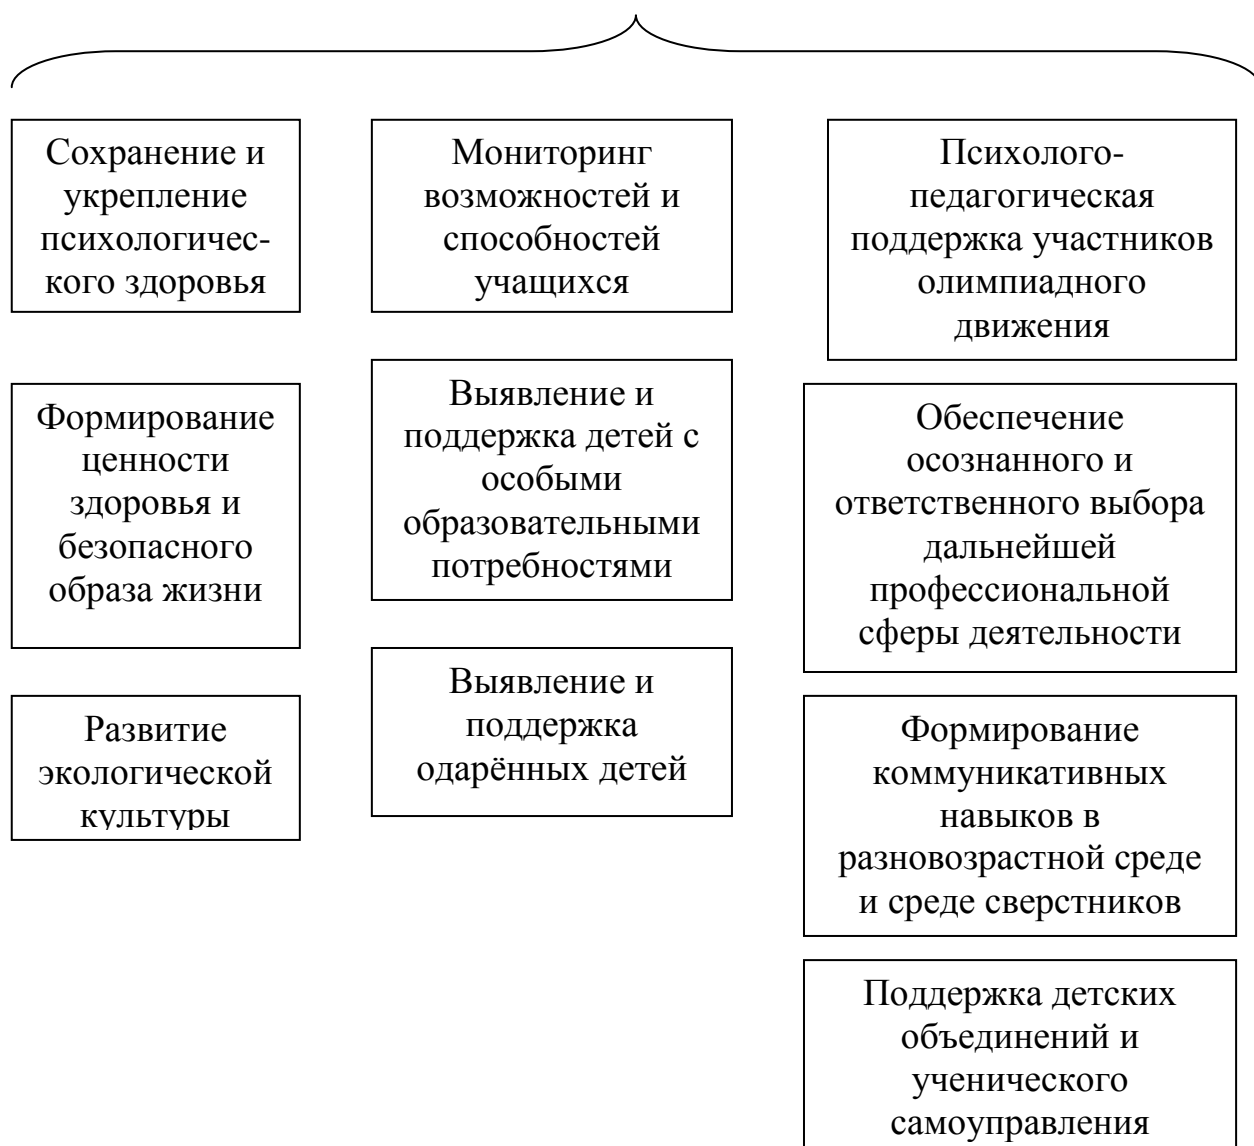 Сохранение и
укрепление
психологичес-
кого здоровья
Формирование
ценности
здоровья и
безопасного
образа жизни
Развитие
экологической
культуры
Мониторинг
возможностей и
способностей
учащихся
Выявление и
поддержка детей с
особыми
образовательными
потребностями
Выявление и
поддержка
одарённых детей
Психолого-
педагогическая
поддержка участников
олимпиадного
движения
Обеспечение
осознанного и
ответственного выбора
дальнейшей
профессиональной
сферы деятельности
Формирование
коммуникативных
навыков в
разновозрастной среде
и среде сверстников
Поддержка детских
объединений и
ученического
самоуправления